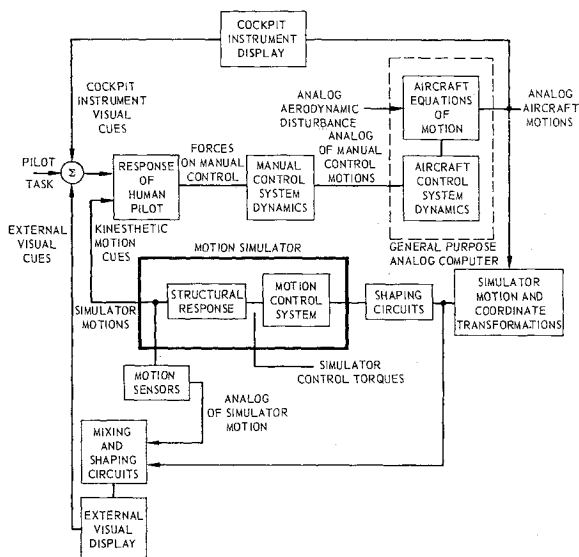 COCKPIT
INSTRUMENT
DISPLAY
COCKPIT
INSTRUMENT
VISUAL
CUES
ANALOG
AERODYNAMIC
DISTURBANCE
AIRCRAFT
EQUATIONS
OF
MOTION
ANALOG
AIRCRAFT
MOTIONS
PILOT
TASK
Σ
RESPONSE
OF
HUMAN
PILOT
FORCES
ON MANUAL
CONTROL
MANUAL
CONTROL
SYSTEM
DYNAMICS
ANALOG
OF MANUAL
CONTROL
MOTIONS
AIRCRAFT
CONTROL
SYSTEM
DYNAMICS
EXTERNAL
VISUAL
CUES
KINESTHETIC
MOTION
CUES
GENERAL PURPOSE
ANALOG COMPUTER
MOTION SIMULATOR
STRUCTURAL
RESPONSE
MOTION
CONTROL
SYSTEM
SHAPING
CIRCUITS
SIMULATOR
MOTION AND
COORDINATE
TRANSFORMATIONS
SIMULATOR
MOTIONS
MOTION
SENSORS
SIMULATOR
CONTROL TORQUES
ANALOG
OF SIMULATOR
MOTION
MIXING
AND
SHAPING
CIRCUITS
EXTERNAL
VISUAL
DISPLAY